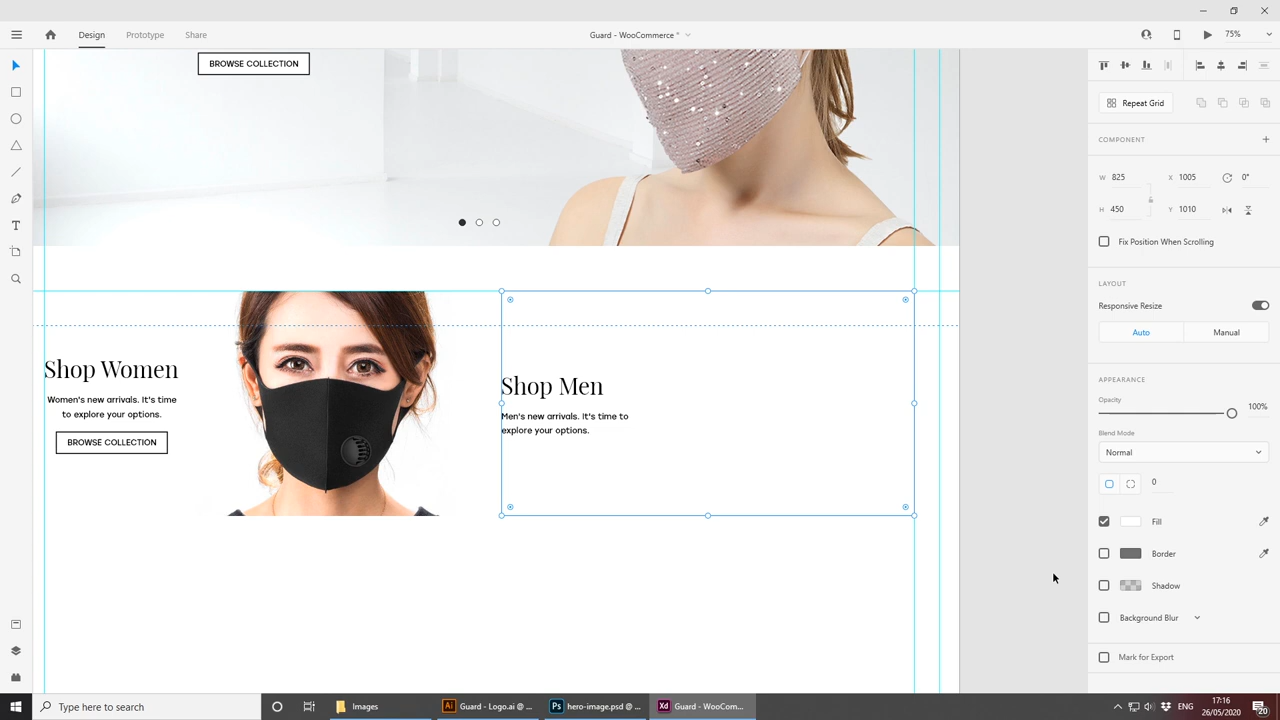 Design
Prototype
Share
Guard - WooCommerce *
75%
BROWSE COLLECTION
Repeat Grid
COMPONENT
W 825
X 1005
0°
H 450
Y 1010
Fix Position When Scrolling
LAYOUT
Responsive Resize
Auto
Manual
APPEARANCE
Opacity
100%
Blend Mode
Normal
0
Fill
Border
Shadow
Background Blur
Mark for Export
Shop Women
Women's new arrivals. It's time
to explore your options.
BROWSE COLLECTION
Shop Men
Men's new arrivals. It's time to
explore your options.
Type here to search
Images
Ai
Guard - Logo.ai @ ...
Ps
hero-image.psd @ ...
Xd
Guard - WooCom...
ENG
17:16
26/05/2020
20